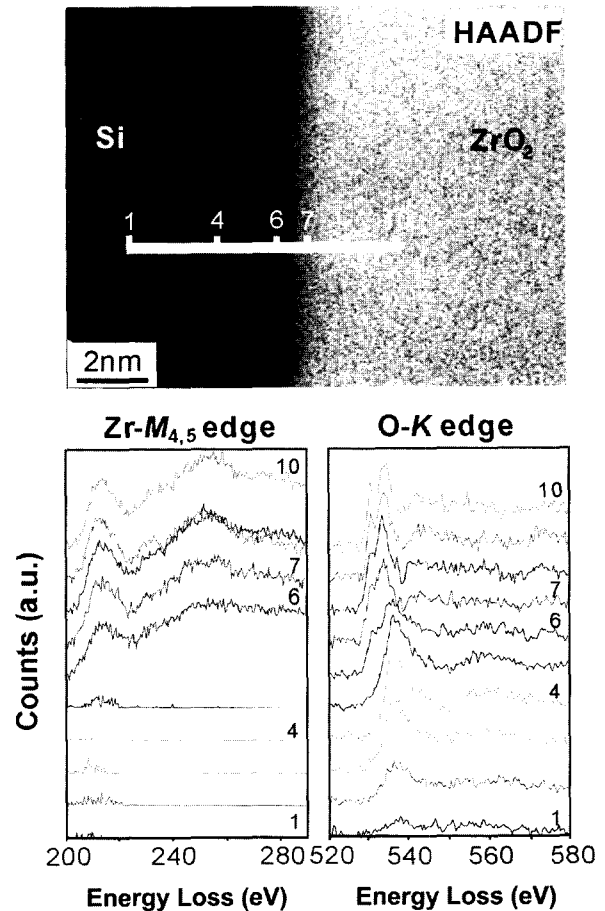 HAADF
Si
ZrO₂
1 4 6 7
2nm
Zr-M₄,₅ edge
O-K edge
10
7
6
4
1
10
7
6
4
1
Counts (a.u.)
200 240 280
520 540 560 580
Energy Loss (eV)
Energy Loss (eV)